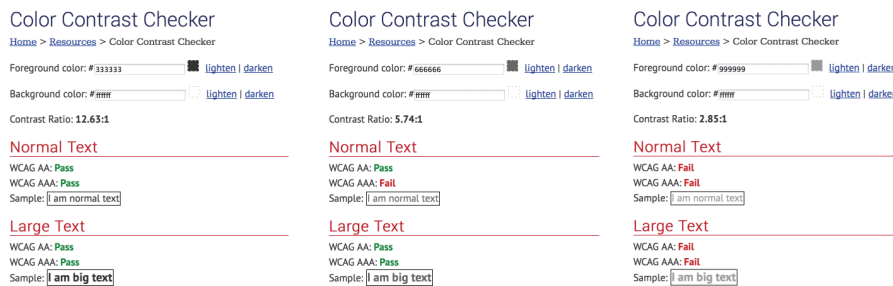 Color Contrast Checker
Home > Resources > Color Contrast Checker
Foreground color: #333333 lighten | darken
Background color: #ffffff lighten | darken
Contrast Ratio: 12.63:1
Normal Text
WCAG AA: Pass
WCAG AAA: Pass
Sample: I am normal text
Large Text
WCAG AA: Pass
WCAG AAA: Pass
Sample: I am big text
Color Contrast Checker
Home > Resources > Color Contrast Checker
Foreground color: #666666 lighten | darken
Background color: #ffffff lighten | darken
Contrast Ratio: 5.74:1
Normal Text
WCAG AA: Pass
WCAG AAA: Fail
Sample: I am normal text
Large Text
WCAG AA: Pass
WCAG AAA: Pass
Sample: I am big text
Color Contrast Checker
Home > Resources > Color Contrast Checker
Foreground color: #999999 lighten | darken
Background color: #ffffff lighten | darke
Contrast Ratio: 2.85:1
Normal Text
WCAG AA: Fail
WCAG AAA: Fail
Sample: I am normal text
Large Text
WCAG AA: Fail
WCAG AAA: Fail
Sample: I am big text